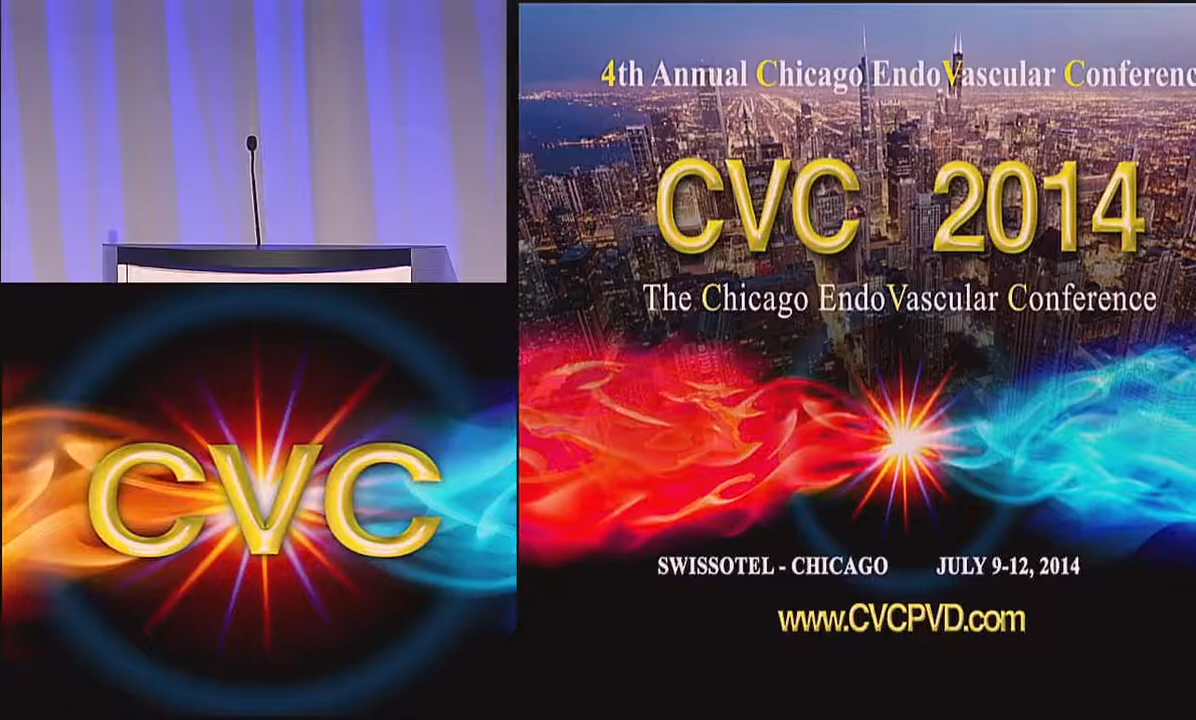 4th Annual Chicago EndoVascular Conferenc
CVC 2014
The Chicago EndoVascular Conference
CVC
SWISSOTEL - CHICAGO JULY 9-12, 2014
www.CVCPVD.com